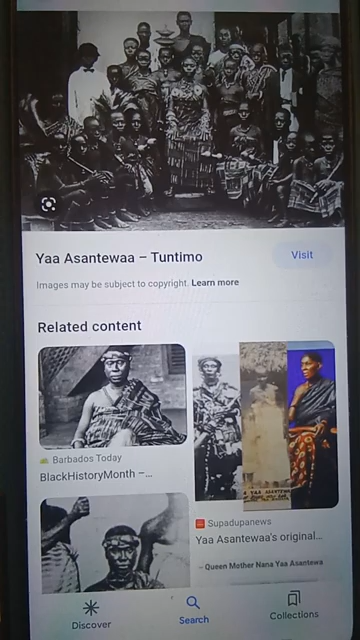 Yaa Asantewaa – Tuntimo
Visit
Images may be subject to copyright. Learn more
Related content
Barbados Today
BlackHistoryMonth –...
Supadupanews
Yaa Asantewaa's original...
– Queen Mother Nana Yaa Asantewa
Discover
Search
Collections